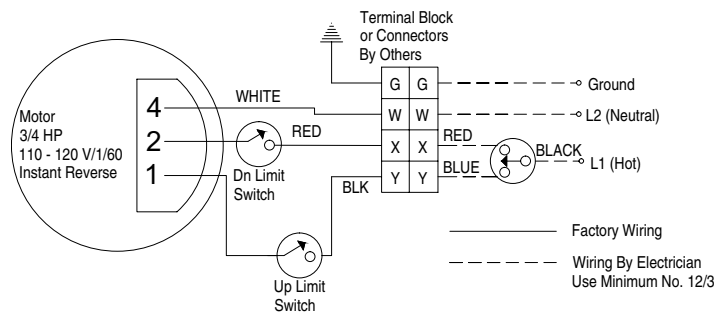 Terminal Block
or Connectors
By Others
G G Ground
WHITE
W W L2 (Neutral)
Motor
3/4 HP
110 - 120 V/1/60
Instant Reverse
4
2
1
RED
X X
RED
BLACK
L1 (Hot)
Dn Limit
Switch
BLK
Y Y
BLUE
Up Limit
Switch
Factory Wiring
Wiring By Electrician
Use Minimum No. 12/3